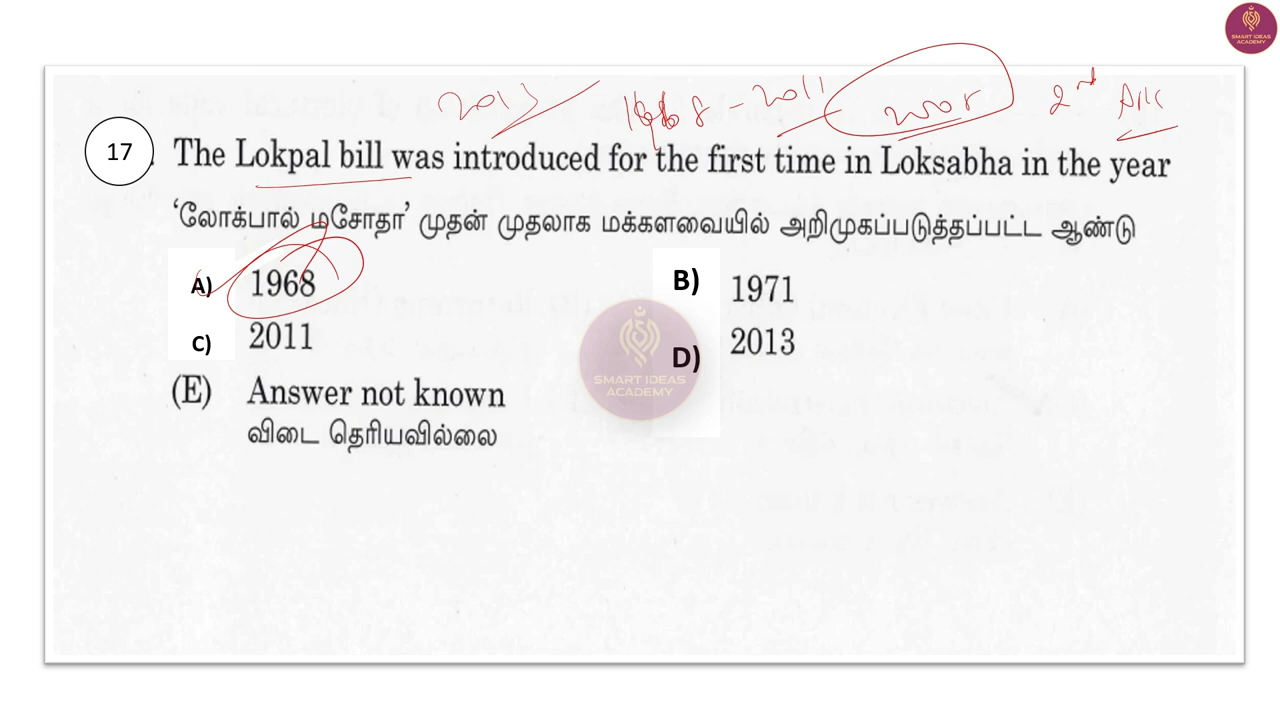 SMART IDEAS
ACADEMY
2013 1968 - 2011 2005 2nd ARC
17 . The Lokpal bill was introduced for the first time in Loksabha in the year
‘லோக்பால் மசோதா’ முதன் முதலாக மக்களவையில் அறிமுகப்படுத்தப்பட்ட ஆண்டு
A) 1968 B) 1971
C) 2011 D) 2013
SMART IDEAS
ACADEMY
(E) Answer not known
விடை தெரியவில்லை